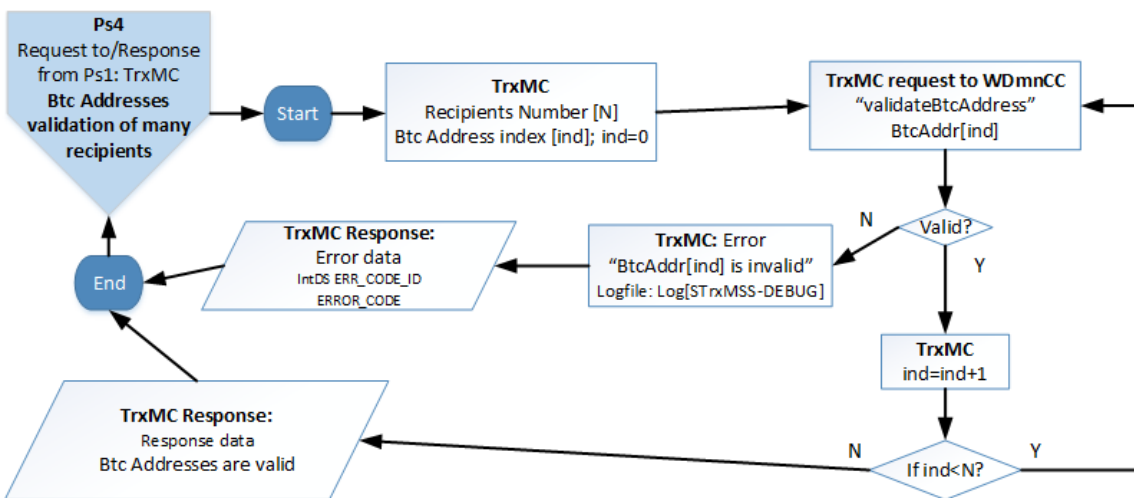 Ps4
Request to/Response
from Ps1: TrxMC
Btc Addresses
validation of many
recipients
Start
TrxMC
Recipients Number [N]
Btc Address index [ind]; ind=0
TrxMC request to WDmnCC
“validateBtcAddress”
BtcAddr[ind]
Valid?
N
Y
TrxMC: Error
“BtcAddr[ind] is invalid”
Logfile: Log[STrxMSS-DEBUG]
TrxMC Response:
Error data
IntDS ERR_CODE_ID
ERROR_CODE
End
TrxMC
ind=ind+1
If ind<N?
N
Y
TrxMC Response:
Response data
Btc Addresses are valid